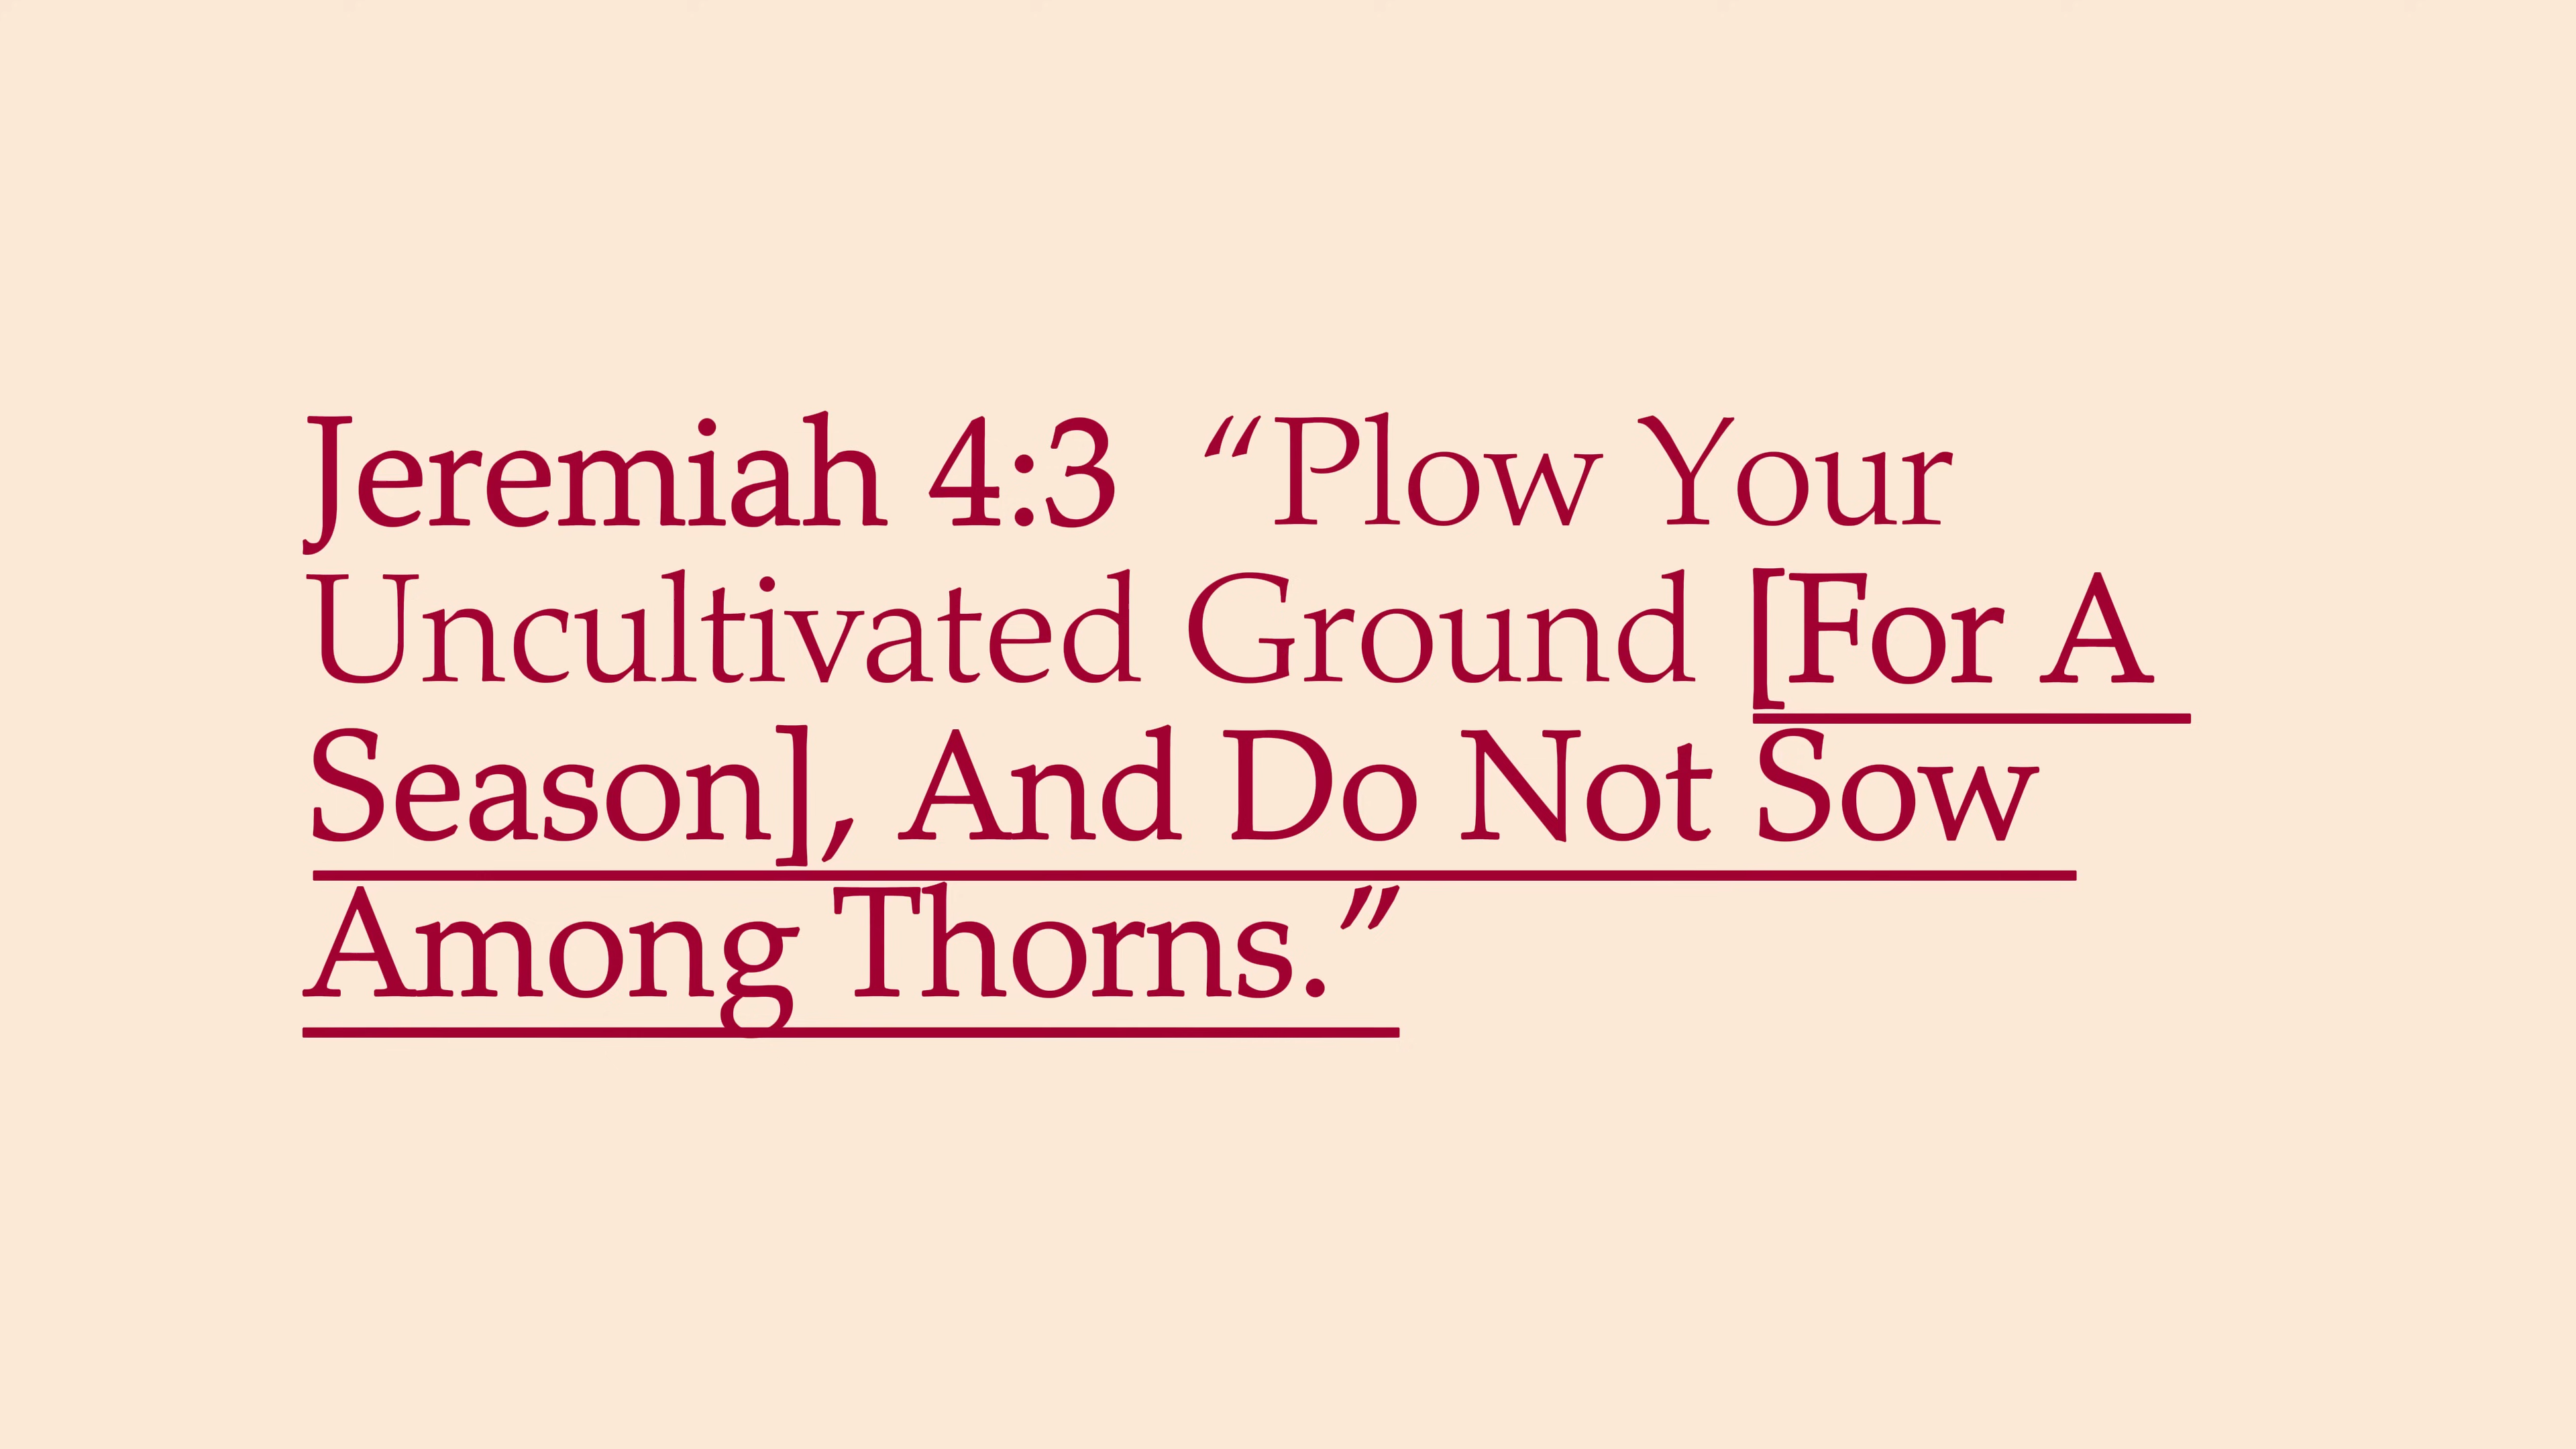 Jeremiah 4:3  “Plow Your
Uncultivated Ground [For A
Season], And Do Not Sow
Among Thorns.”